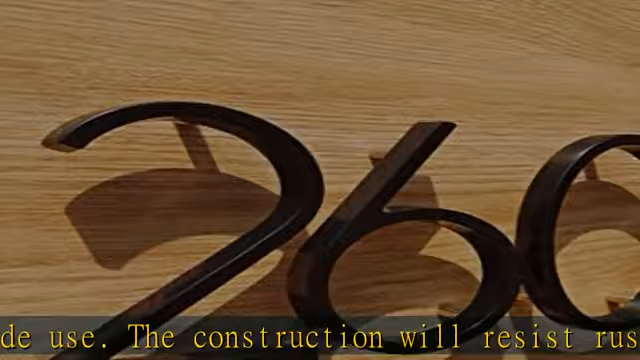 26
de use. The construction will resist rus